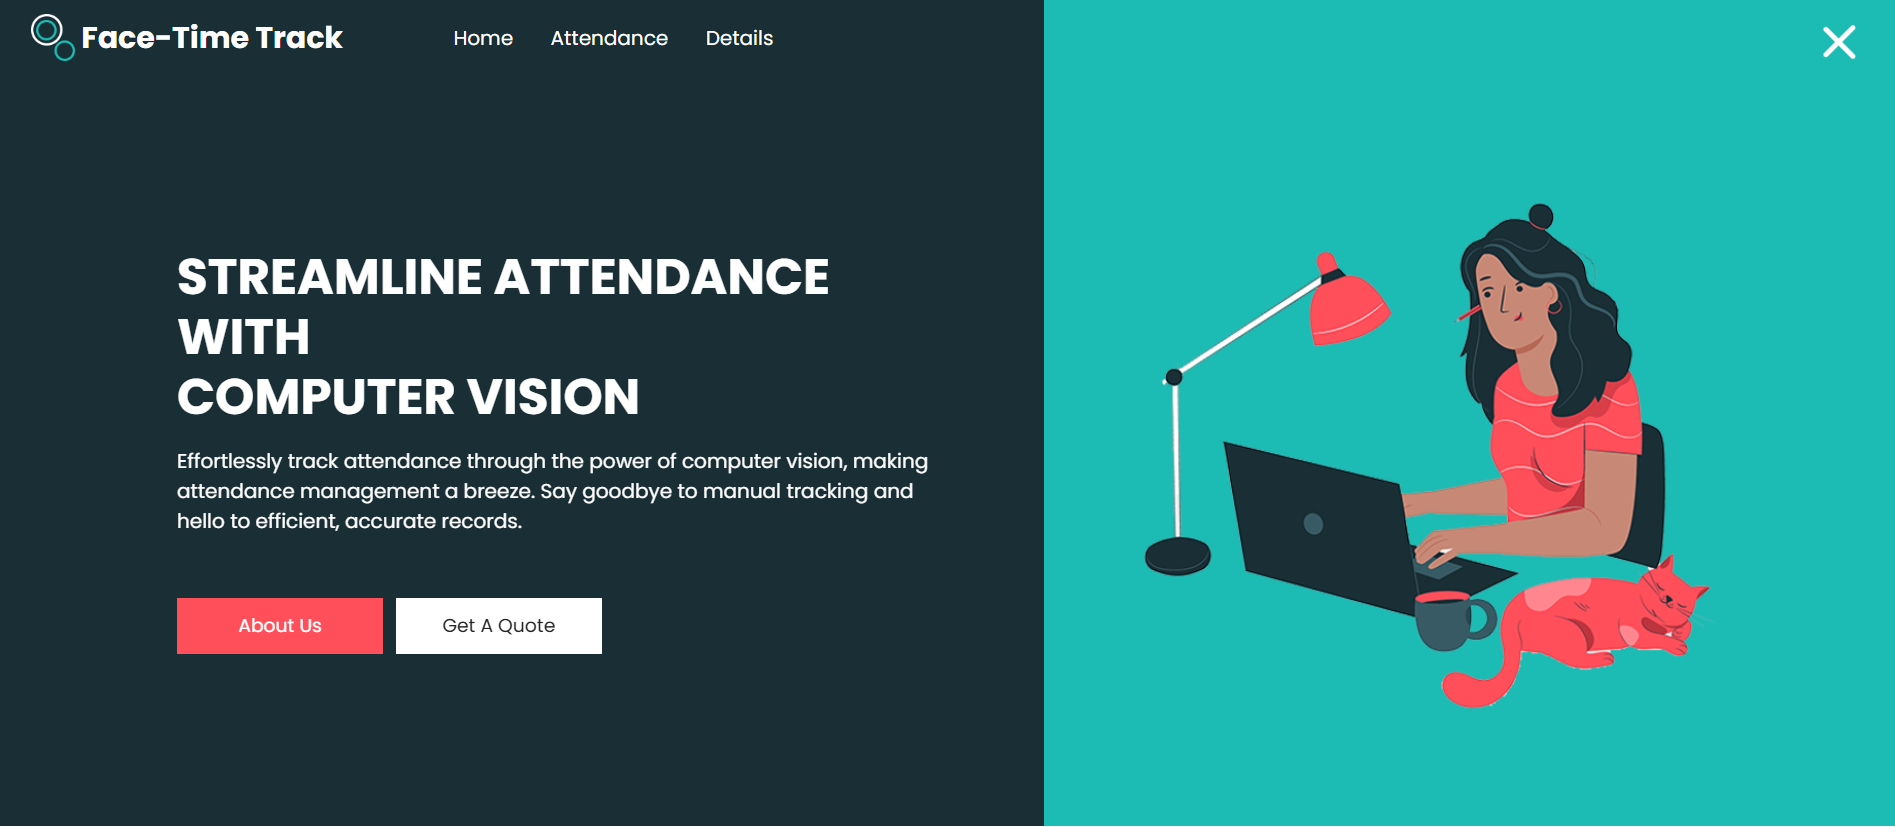 Face-Time Track
Home Attendance Details
STREAMLINE ATTENDANCE
WITH
COMPUTER VISION
Effortlessly track attendance through the power of computer vision, making
attendance management a breeze. Say goodbye to manual tracking and
hello to efficient, accurate records.
About Us
Get A Quote